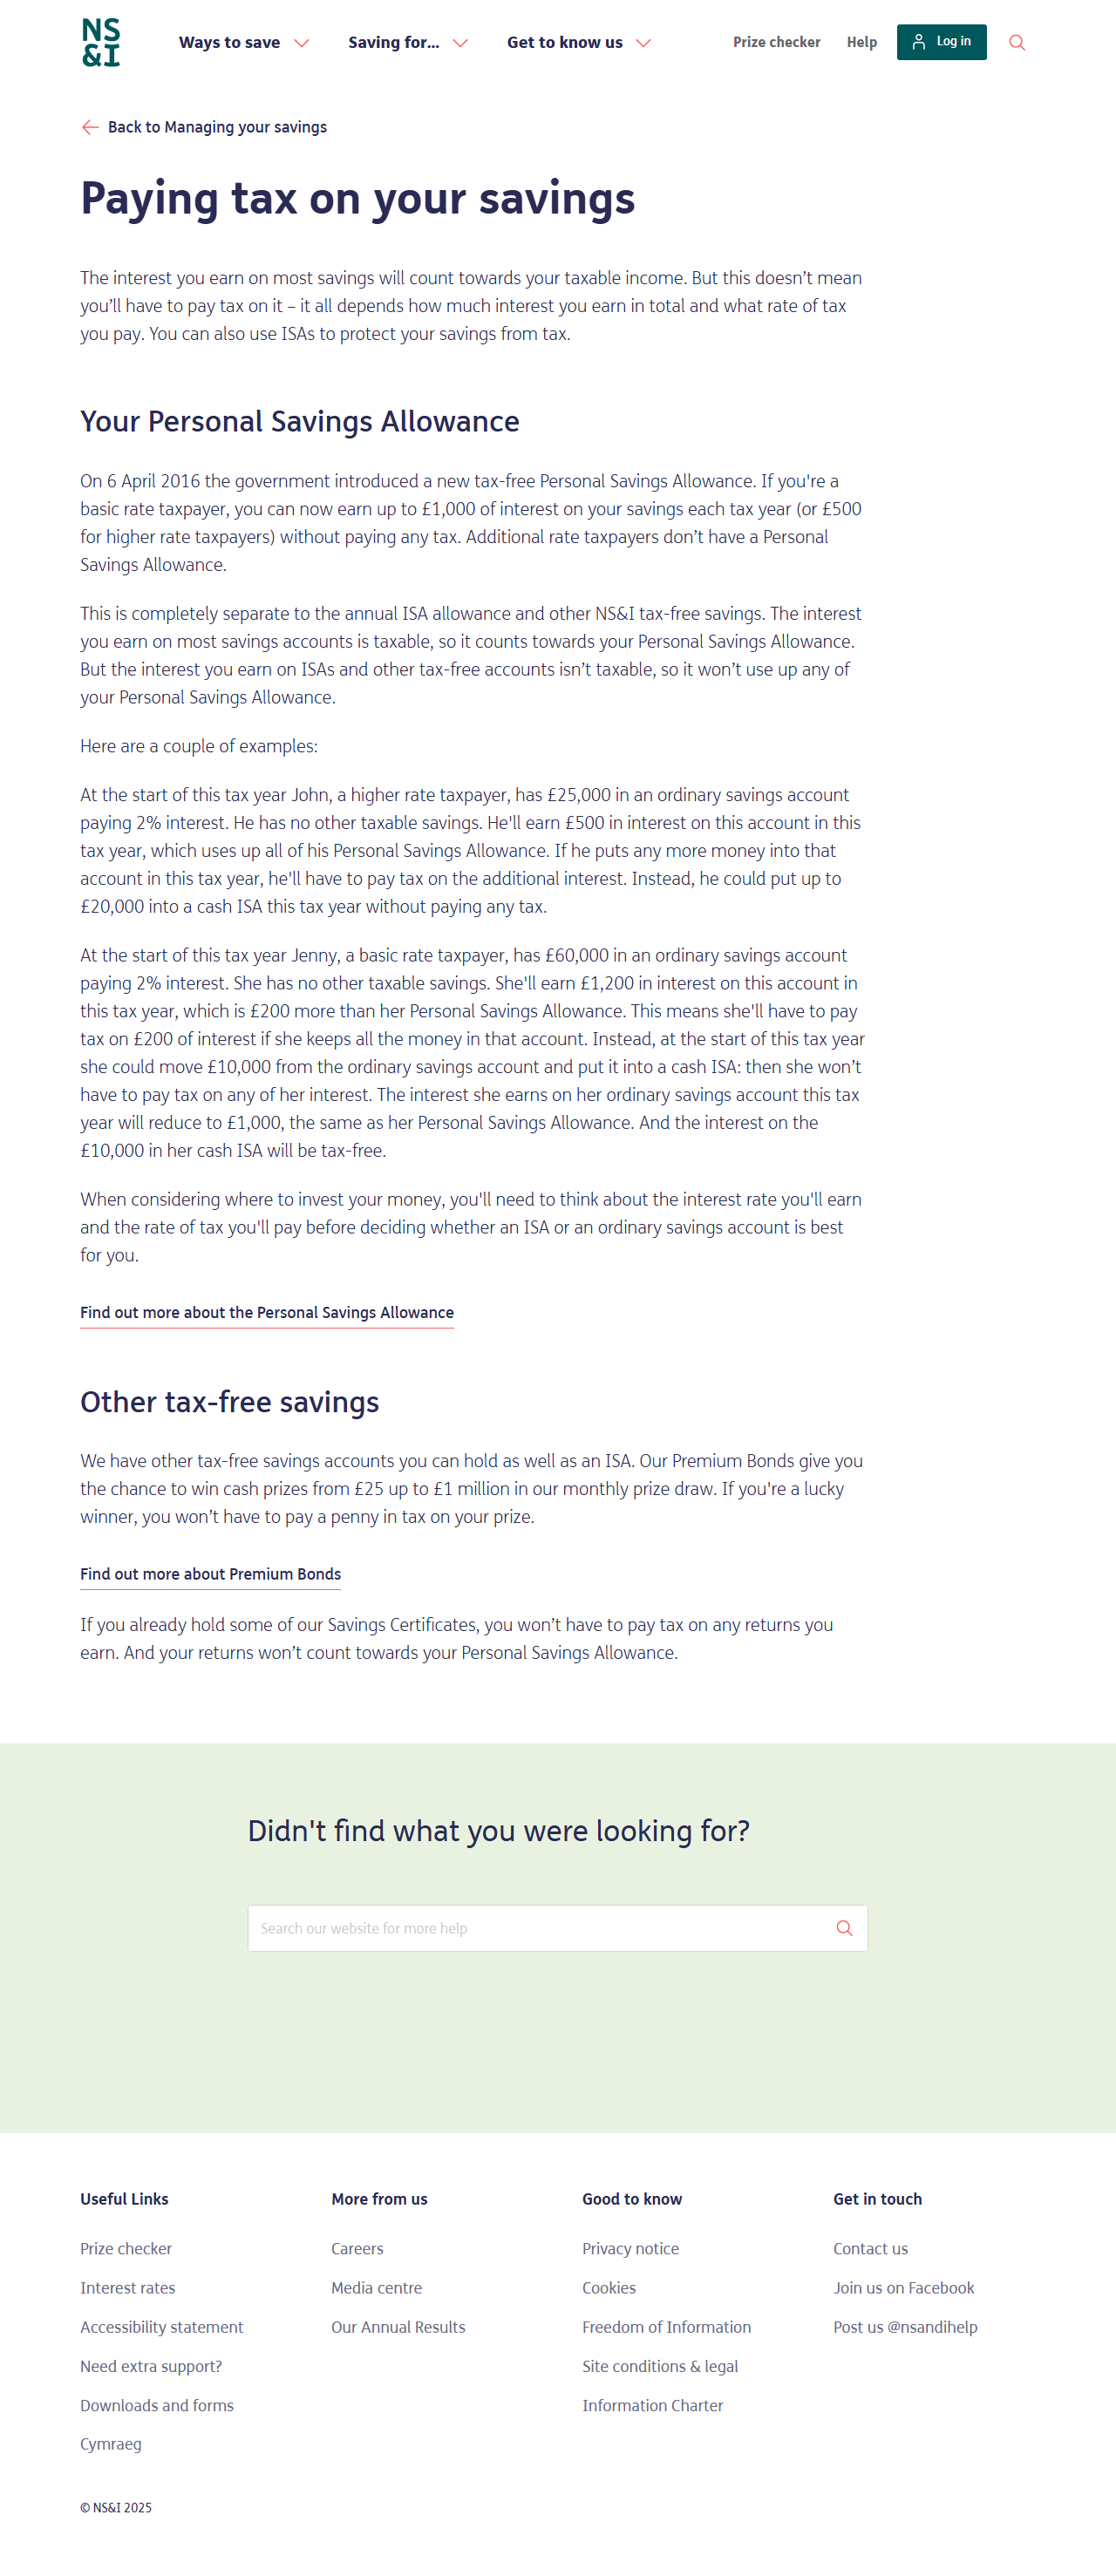 NS
&I
Ways to save
Saving for...
Get to know us
Prize checker
Help
Log in
Back to Managing your savings
Paying tax on your savings
The interest you earn on most savings will count towards your taxable income. But this doesn’t mean
you’ll have to pay tax on it – it all depends how much interest you earn in total and what rate of tax
you pay. You can also use ISAs to protect your savings from tax.
Your Personal Savings Allowance
On 6 April 2016 the government introduced a new tax-free Personal Savings Allowance. If you're a
basic rate taxpayer, you can now earn up to £1,000 of interest on your savings each tax year (or £500
for higher rate taxpayers) without paying any tax. Additional rate taxpayers don’t have a Personal
Savings Allowance.
This is completely separate to the annual ISA allowance and other NS&I tax-free savings. The interest
you earn on most savings accounts is taxable, so it counts towards your Personal Savings Allowance.
But the interest you earn on ISAs and other tax-free accounts isn’t taxable, so it won’t use up any of
your Personal Savings Allowance.
Here are a couple of examples:
At the start of this tax year John, a higher rate taxpayer, has £25,000 in an ordinary savings account
paying 2% interest. He has no other taxable savings. He'll earn £500 in interest on this account in this
tax year, which uses up all of his Personal Savings Allowance. If he puts any more money into that
account in this tax year, he'll have to pay tax on the additional interest. Instead, he could put up to
£20,000 into a cash ISA this tax year without paying any tax.
At the start of this tax year Jenny, a basic rate taxpayer, has £60,000 in an ordinary savings account
paying 2% interest. She has no other taxable savings. She'll earn £1,200 in interest on this account in
this tax year, which is £200 more than her Personal Savings Allowance. This means she'll have to pay
tax on £200 of interest if she keeps all the money in that account. Instead, at the start of this tax year
she could move £10,000 from the ordinary savings account and put it into a cash ISA: then she won’t
have to pay tax on any of her interest. The interest she earns on her ordinary savings account this tax
year will reduce to £1,000, the same as her Personal Savings Allowance. And the interest on the
£10,000 in her cash ISA will be tax-free.
When considering where to invest your money, you'll need to think about the interest rate you'll earn
and the rate of tax you'll pay before deciding whether an ISA or an ordinary savings account is best
for you.
Find out more about the Personal Savings Allowance
Other tax-free savings
We have other tax-free savings accounts you can hold as well as an ISA. Our Premium Bonds give you
the chance to win cash prizes from £25 up to £1 million in our monthly prize draw. If you're a lucky
winner, you won’t have to pay a penny in tax on your prize.
Find out more about Premium Bonds
If you already hold some of our Savings Certificates, you won’t have to pay tax on any returns you
earn. And your returns won’t count towards your Personal Savings Allowance.
Didn't find what you were looking for?
Search our website for more help
Useful Links
Prize checker
Interest rates
Accessibility statement
Need extra support?
Downloads and forms
Cymraeg
More from us
Careers
Media centre
Our Annual Results
Good to know
Privacy notice
Cookies
Freedom of Information
Site conditions & legal
Information Charter
Get in touch
Contact us
Join us on Facebook
Post us @nsandihelp
© NS&I 2025